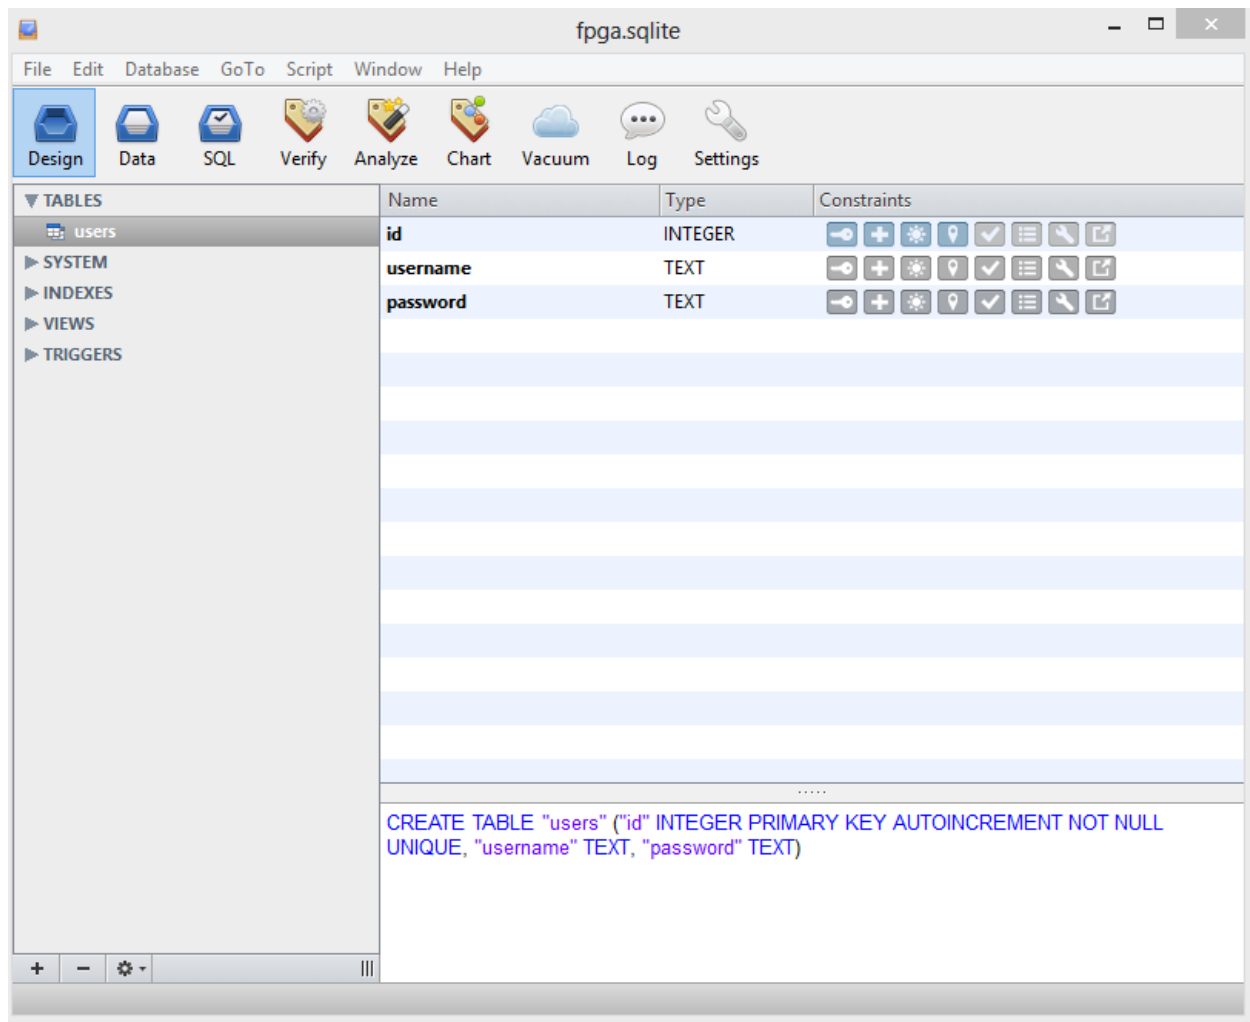 fpga.sqlite
File Edit Database GoTo Script Window Help
Design Data SQL Verify Analyze Chart Vacuum Log Settings
TABLES
users
SYSTEM
INDEXES
VIEWS
TRIGGERS
Name Type Constraints
id INTEGER
username TEXT
password TEXT
CREATE TABLE "users" ("id" INTEGER PRIMARY KEY AUTOINCREMENT NOT NULL
UNIQUE, "username" TEXT, "password" TEXT)